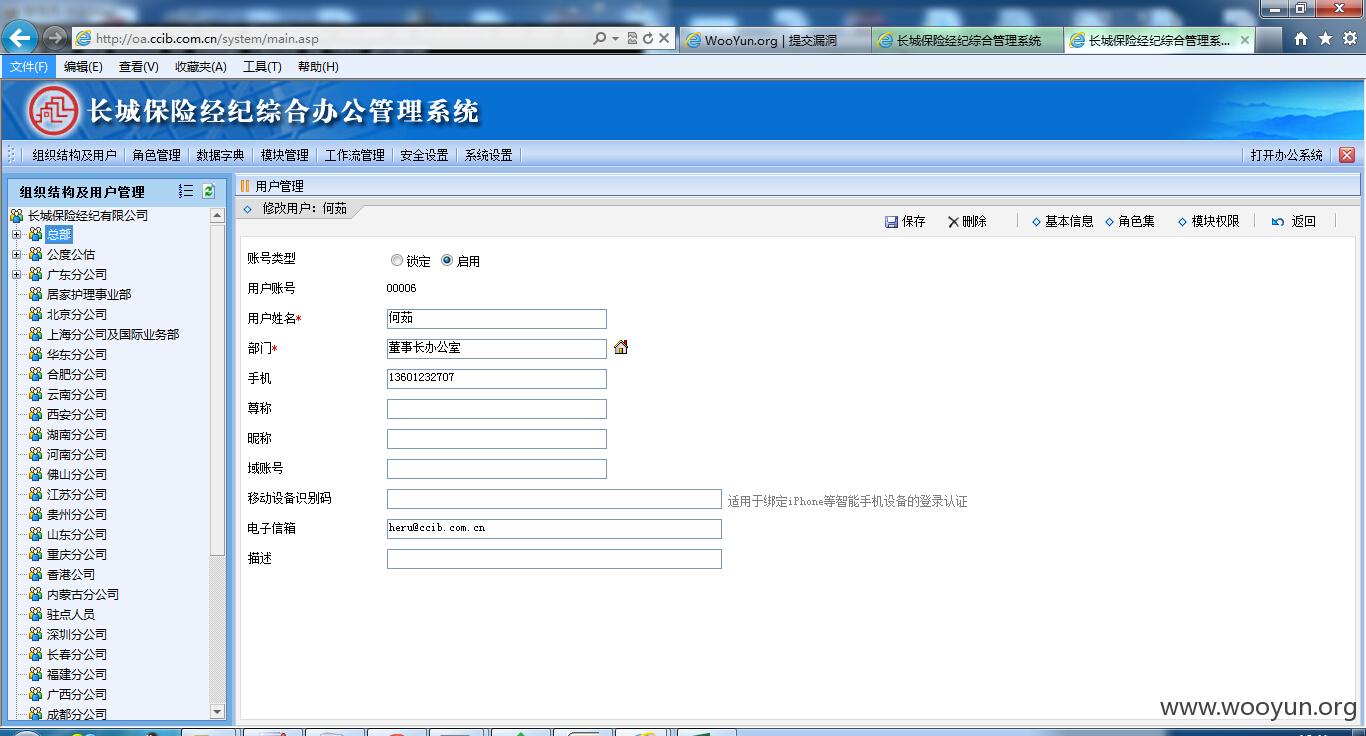 http://oa.ccib.com.cn/system/main.asp
WooYun.org | 提交漏洞
长城保险经纪综合管理系统
长城保险经纪综合管理系...
文件(F) 编辑(E) 查看(V) 收藏夹(A) 工具(T) 帮助(H)
长城保险经纪综合办公管理系统
组织结构及用户 角色管理 数据字典 模块管理 工作流管理 安全设置 系统设置 打开办公系统
组织结构及用户管理
长城保险经纪有限公司
总部
公度公估
广东分公司
居家护理事业部
北京分公司
上海分公司及国际业务部
华东分公司
合肥分公司
云南分公司
西安分公司
湖南分公司
河南分公司
佛山分公司
江苏分公司
贵州分公司
山东分公司
重庆分公司
香港公司
内蒙古分公司
驻点人员
深圳分公司
长春分公司
福建分公司
广西分公司
成都分公司
用户管理
修改用户：何茹
保存 删除 基本信息 角色集 模块权限 返回
账号类型 锁定 启用
用户账号 00006
用户姓名* 何茹
部门* 董事长办公室
手机 13601232707
尊称
昵称
域账号
移动设备识别码 适用于绑定iPhone等智能手机设备的登录认证
电子信箱 heru@ccib.com.cn
描述
www.wooyun.org